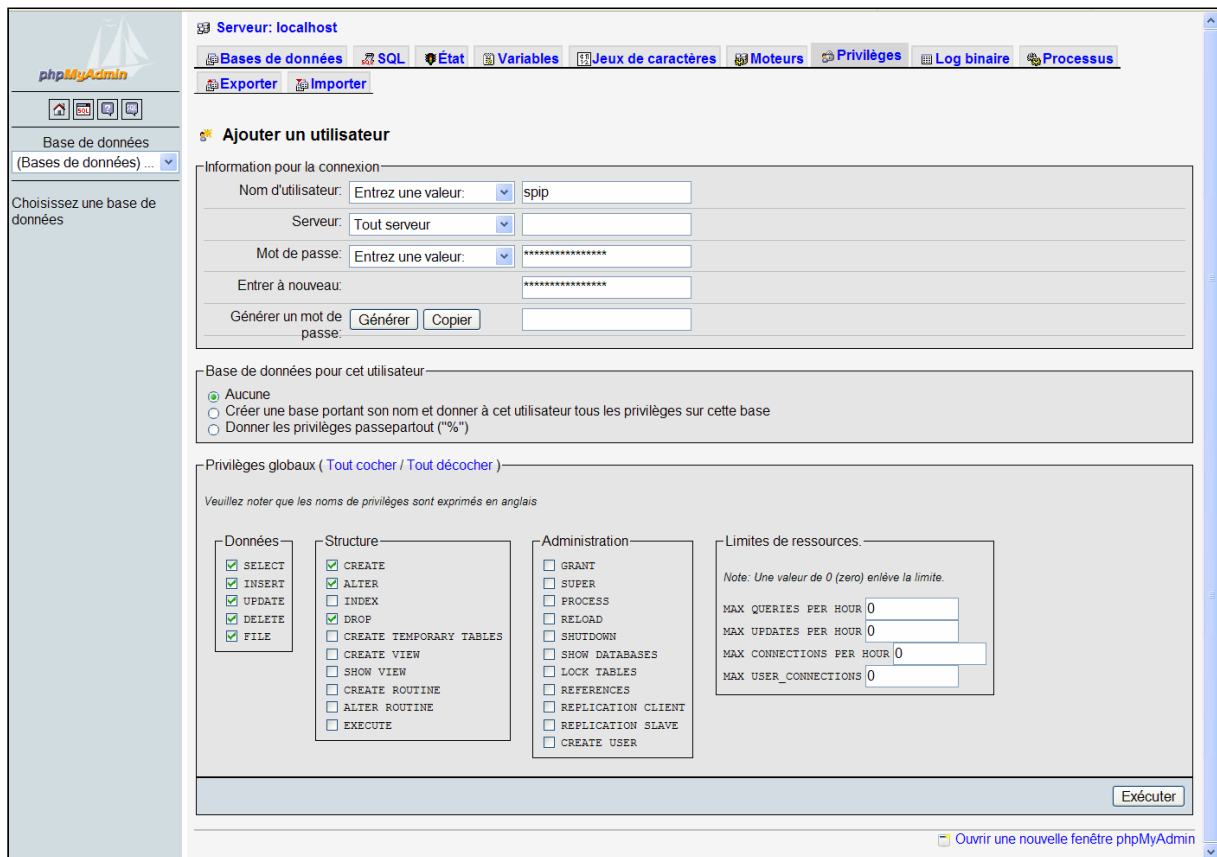 phpMyAdmin
Base de données
(Bases de données) ...
Choisissez une base de
données
Serveur: localhost
Bases de données SQL État Variables Jeux de caractères Moteurs Privilèges Log binaire Processus
Exporter Importer
Ajouter un utilisateur
Information pour la connexion
Nom d'utilisateur: Entrez une valeur: spip
Serveur: Tout serveur
Mot de passe: Entrez une valeur: ****************
Entrer à nouveau: ****************
Générer un mot de passe: Générer Copier
Base de données pour cet utilisateur
Aucune
Créer une base portant son nom et donner à cet utilisateur tous les privilèges sur cette base
Donner les privilèges passepartout ("%")
Privilèges globaux ( Tout cocher / Tout décocher )
Veuillez noter que les noms de privilèges sont exprimés en anglais
Données
SELECT
INSERT
UPDATE
DELETE
FILE
Structure
CREATE
ALTER
INDEX
DROP
CREATE TEMPORARY TABLES
CREATE VIEW
SHOW VIEW
CREATE ROUTINE
ALTER ROUTINE
EXECUTE
Administration
GRANT
SUPER
PROCESS
RELOAD
SHUTDOWN
SHOW DATABASES
LOCK TABLES
REFERENCES
REPLICATION CLIENT
REPLICATION SLAVE
CREATE USER
Limites de ressources.
Note: Une valeur de 0 (zero) enlève la limite.
MAX QUERIES PER HOUR 0
MAX UPDATES PER HOUR 0
MAX CONNECTIONS PER HOUR 0
MAX USER_CONNECTIONS 0
Exécuter
Ouvrir une nouvelle fenêtre phpMyAdmin